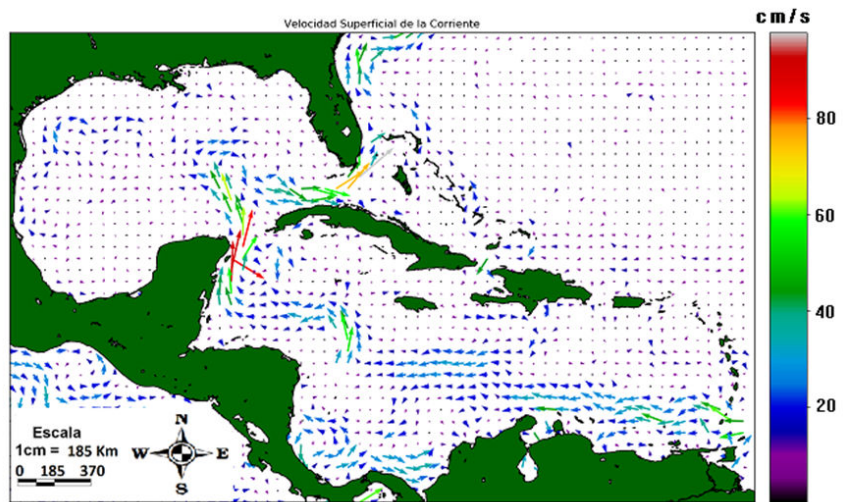 Velocidad Superficial de la Corriente
cm/s
80
60
40
20
Escala
1cm = 185 Km
0 185 370
N
W E
S